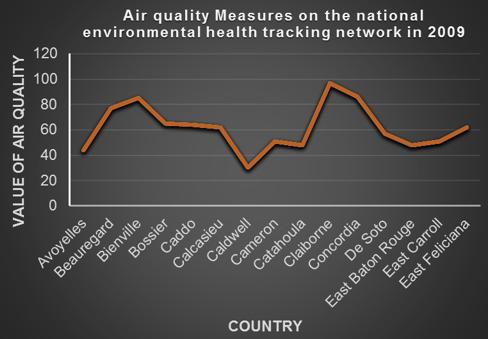 Air quality Measures on the national
environmental health tracking network in 2009
VALUE OF AIR QUALITY
120
100
80
60
40
20
0
Avoyelles
Beauregard
Bienville
Bossier
Caddo
Calcasieu
Caldwell
Cameron
Catahoula
Claiborne
Concordia
De Soto
East Baton Rouge
East Carroll
East Feliciana
COUNTRY